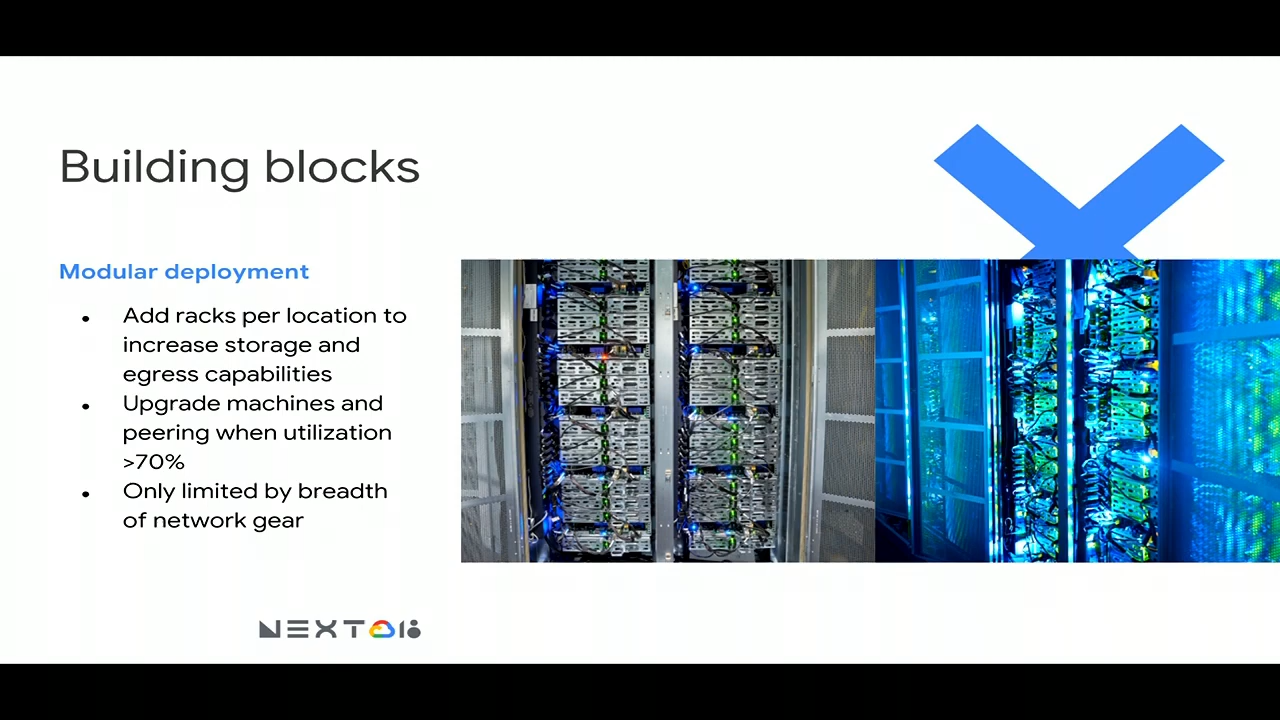 Building blocks
Modular deployment
● Add racks per location to
increase storage and
egress capabilities
● Upgrade machines and
peering when utilization
>70%
● Only limited by breadth
of network gear
NEXT 18